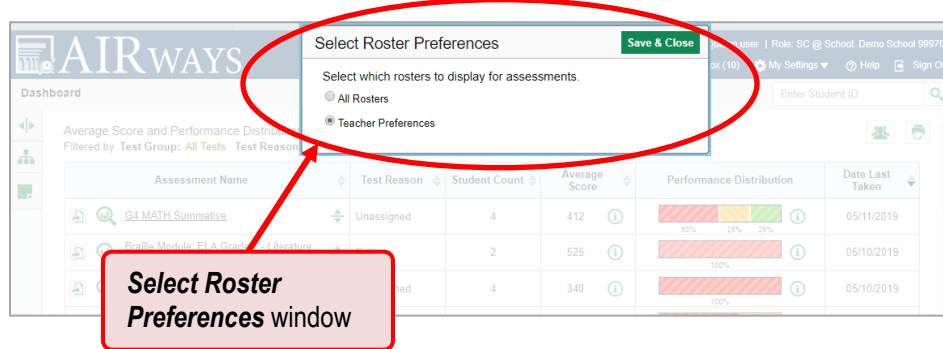 AIRWAYS
Select Roster Preferences
Save & Close
user | Role: SC @ School: Demo School 99970
(10) My Settings ▾ Help Sign
Dashboard
Select which rosters to display for assessments.
All Rosters
Teacher Preferences
Enter Student ID
Average Score and Performance
Filtered by Test Group: All Tests Test Reason
Assessment Name
Test Reason
Student Count
Average Score
Performance Distribution
Date Last Taken
G4 MATH Summative
Unassigned
4
412
50% 25% 25%
05/11/2019
Braille Module: ELA - Literature
2
525
100%
05/10/2019
4
340
100%
05/10/2019
Select Roster
Preferences window